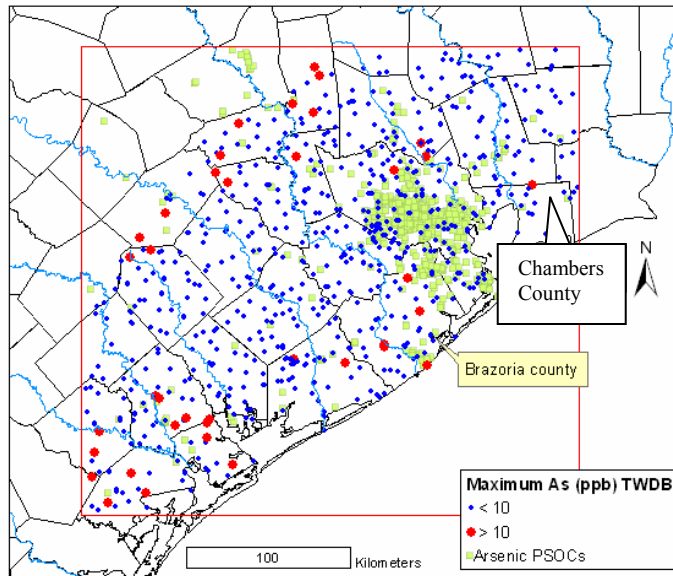 Chambers
County
N
Brazoria county
Maximum As (ppb) TWDB
< 10
> 10
Arsenic PSOCs
100
Kilometers